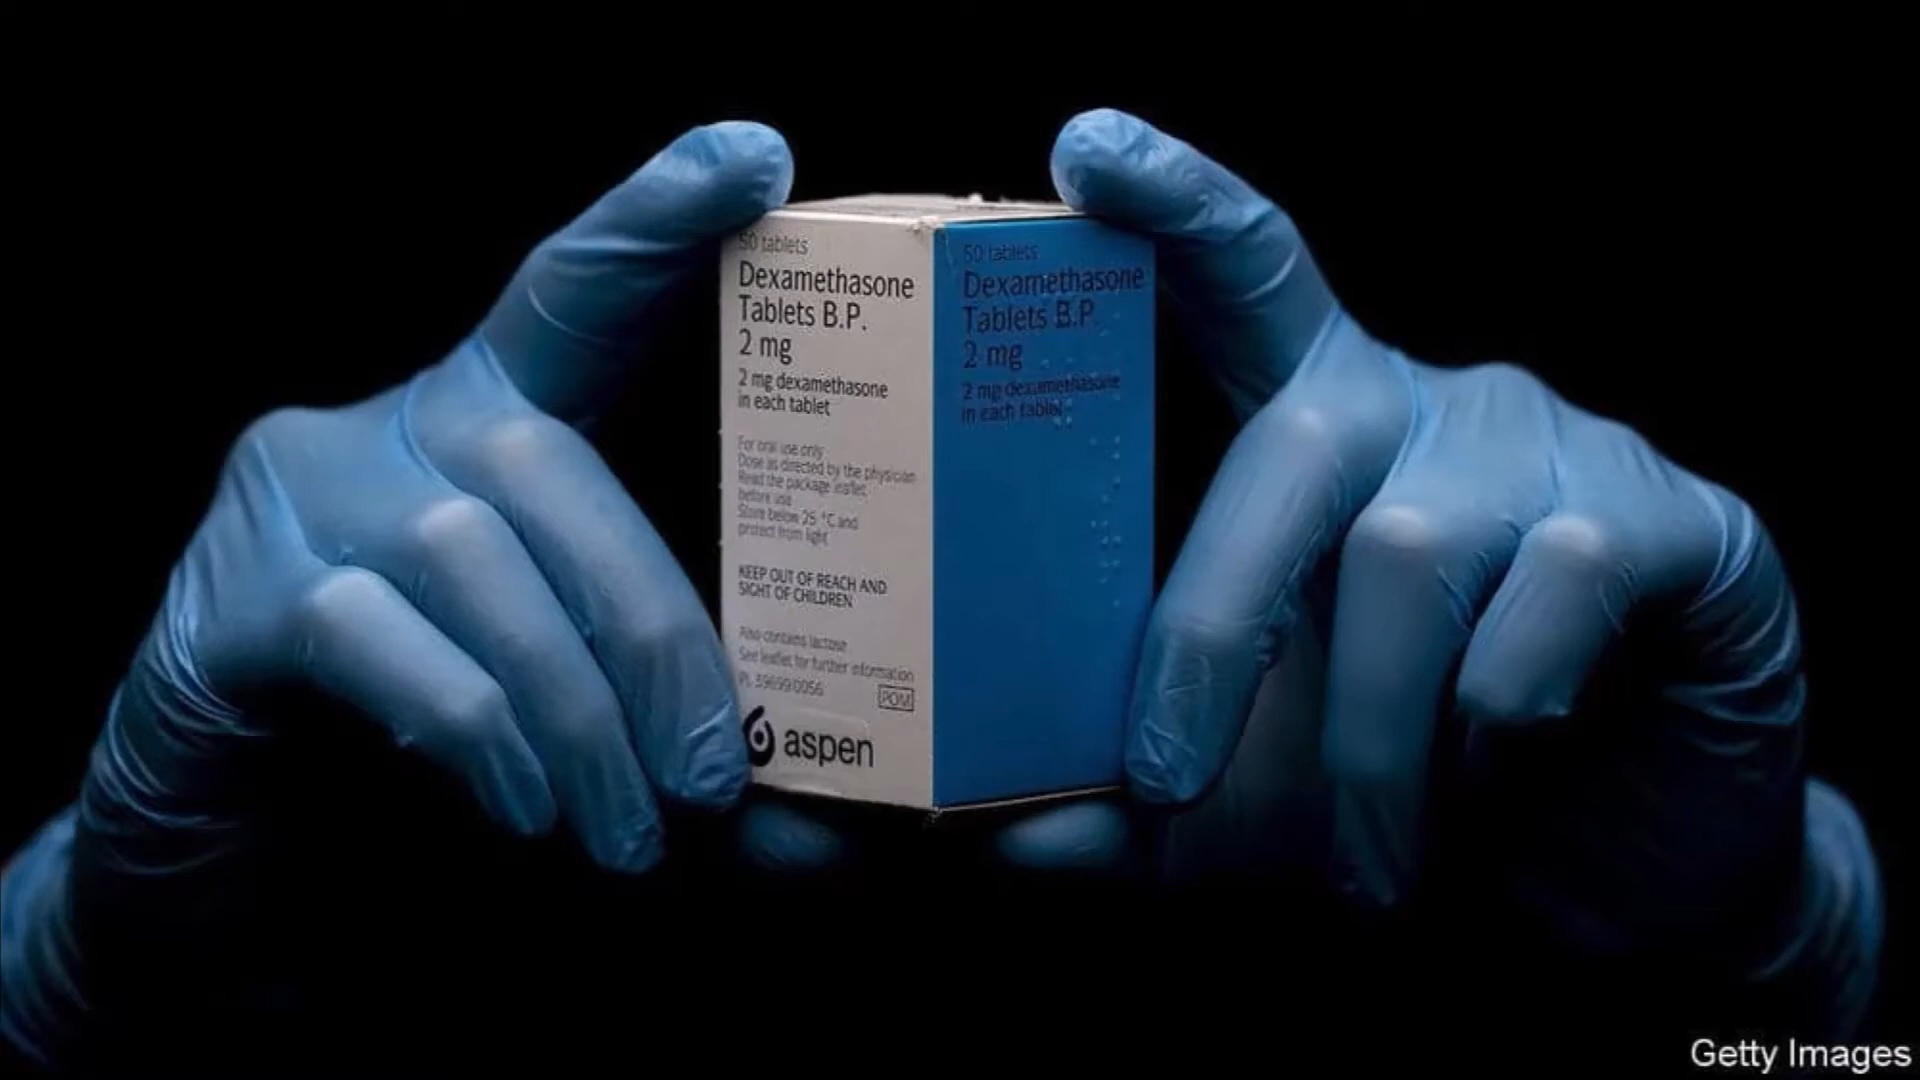 50 tablets
Dexamethasone
Tablets B.P.
2 mg
2 mg dexamethasone
in each tablet
For oral use only
Dose as directed by the physician
Read the package leaflet
before use
Store below 25 °C and
protect from light
KEEP OUT OF REACH AND
SIGHT OF CHILDREN
Also contains lactose
See leaflet for further information
PL 39699/0056
POM
aspen
50 tablets
Dexamethasone
Tablets B.P.
2 mg
2 mg dexamethasone
in each tablet
Getty Images